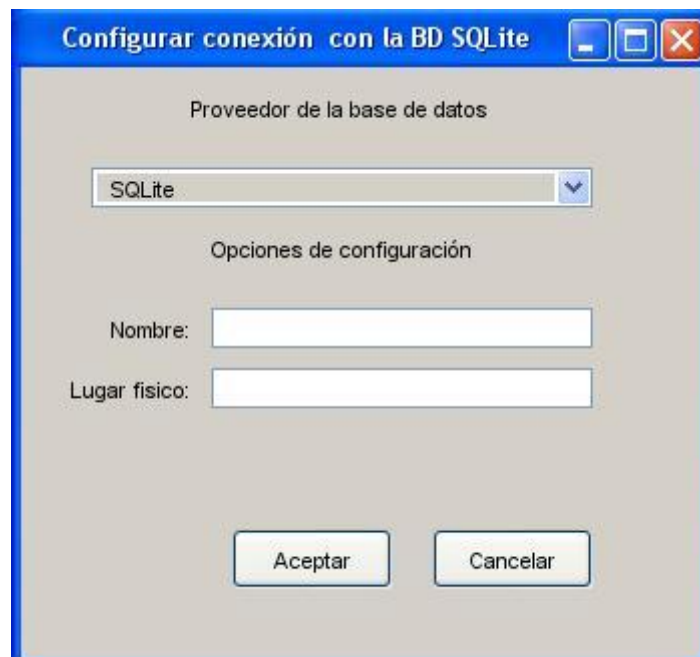 Configurar conexión con la BD SQLite
Proveedor de la base de datos
SQLite
Opciones de configuración
Nombre:
Lugar fisico:
Aceptar Cancelar